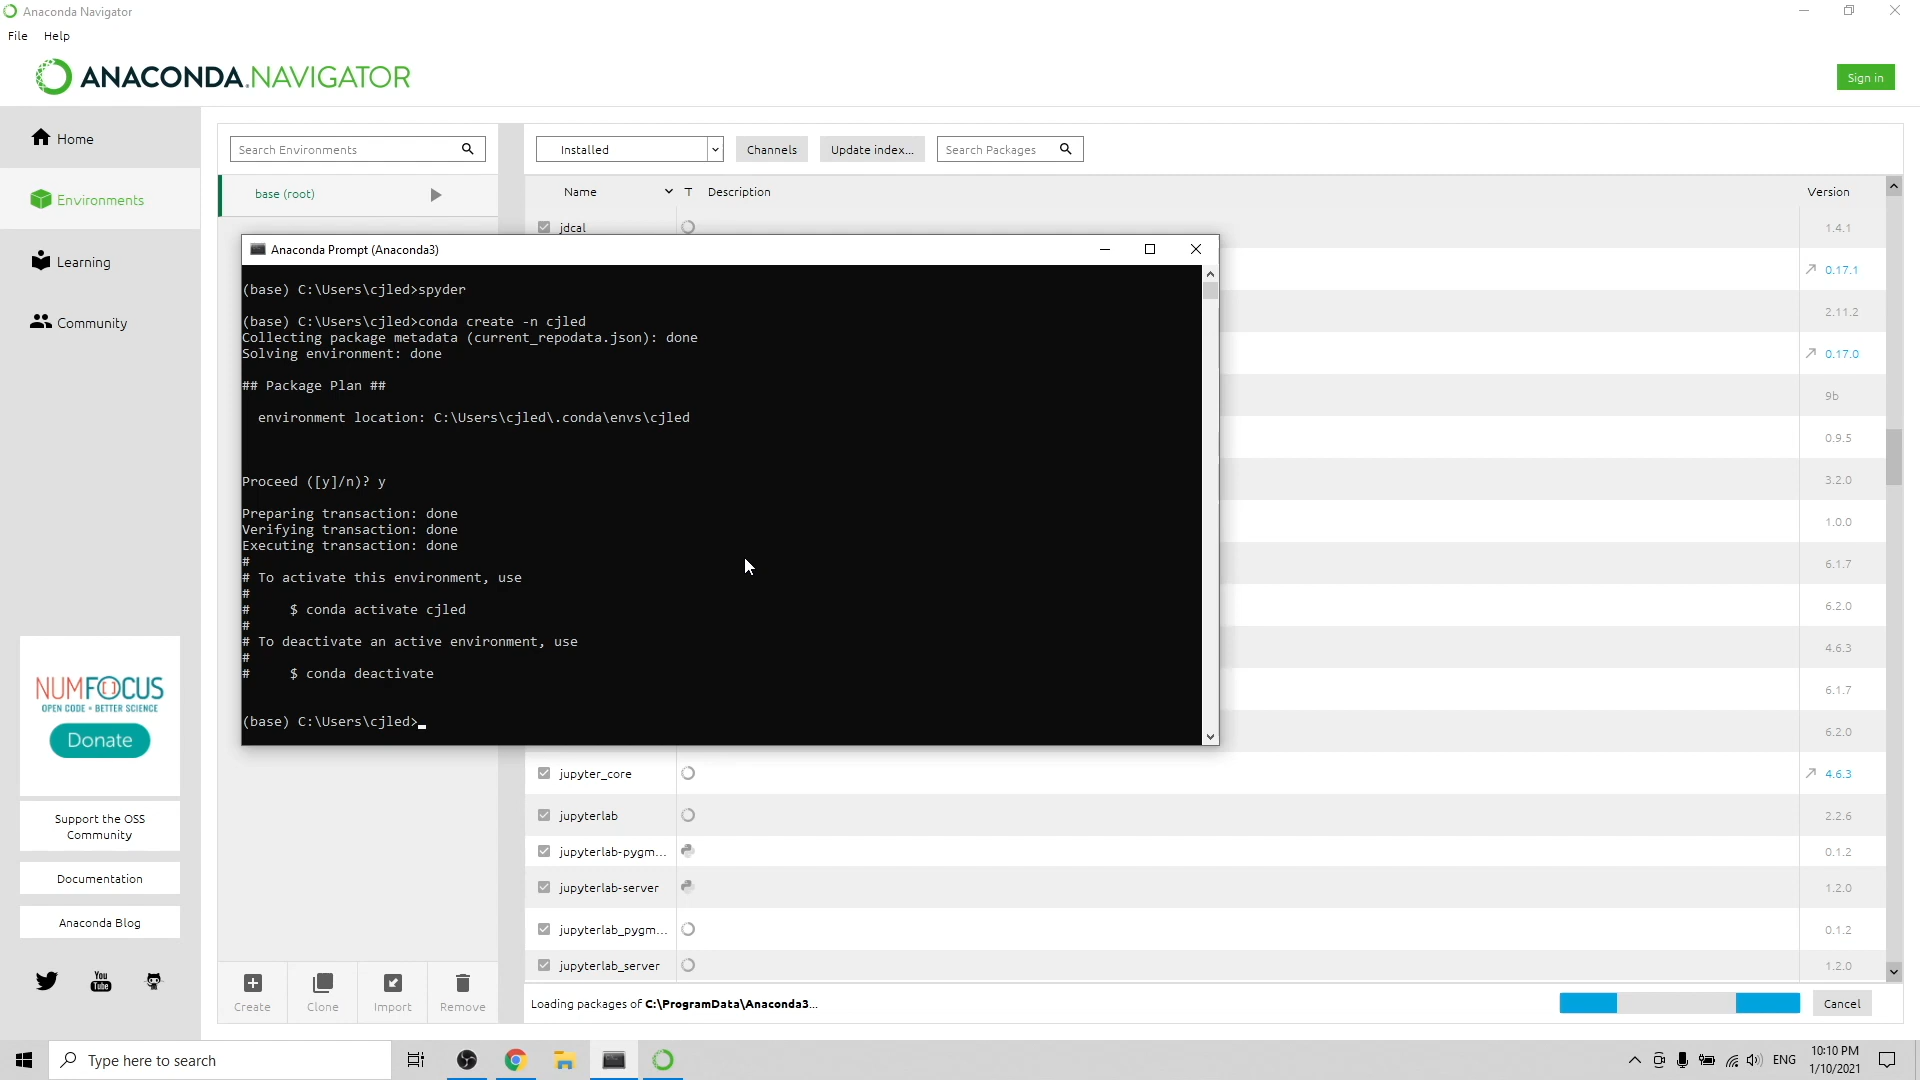 Anaconda Navigator
File Help
ANACONDA.NAVIGATOR
Sign in
Home
Environments
Learning
Community
Search Environments
base (root)
Installed
Channels
Update index...
Search Packages
Name T Description Version
jdcal 1.4.1
0.17.1
2.11.2
0.17.0
9b
0.9.5
3.2.0
1.0.0
6.1.7
6.2.0
4.6.3
6.1.7
6.2.0
Anaconda Prompt (Anaconda3)
(base) C:\Users\cjled>spyder
(base) C:\Users\cjled>conda create -n cjled
Collecting package metadata (current_repodata.json): done
Solving environment: done
## Package Plan ##
environment location: C:\Users\cjled\.conda\envs\cjled
Proceed ([y]/n)? y
Preparing transaction: done
Verifying transaction: done
Executing transaction: done
#
# To activate this environment, use
#
# $ conda activate cjled
#
# To deactivate an active environment, use
#
# $ conda deactivate
(base) C:\Users\cjled>
jupyter_core 4.6.3
jupyterlab 2.2.6
jupyterlab-pygm... 0.1.2
jupyterlab-server 1.2.0
jupyterlab_pygm... 0.1.2
jupyterlab_server 1.2.0
NUMFOCUS
OPEN CODE = BETTER SCIENCE
Donate
Support the OSS
Community
Documentation
Anaconda Blog
You
Tube
Create
Clone
Import
Remove
Loading packages of C:\ProgramData\Anaconda3...
Cancel
Type here to search
ENG
10:10 PM
1/10/2021